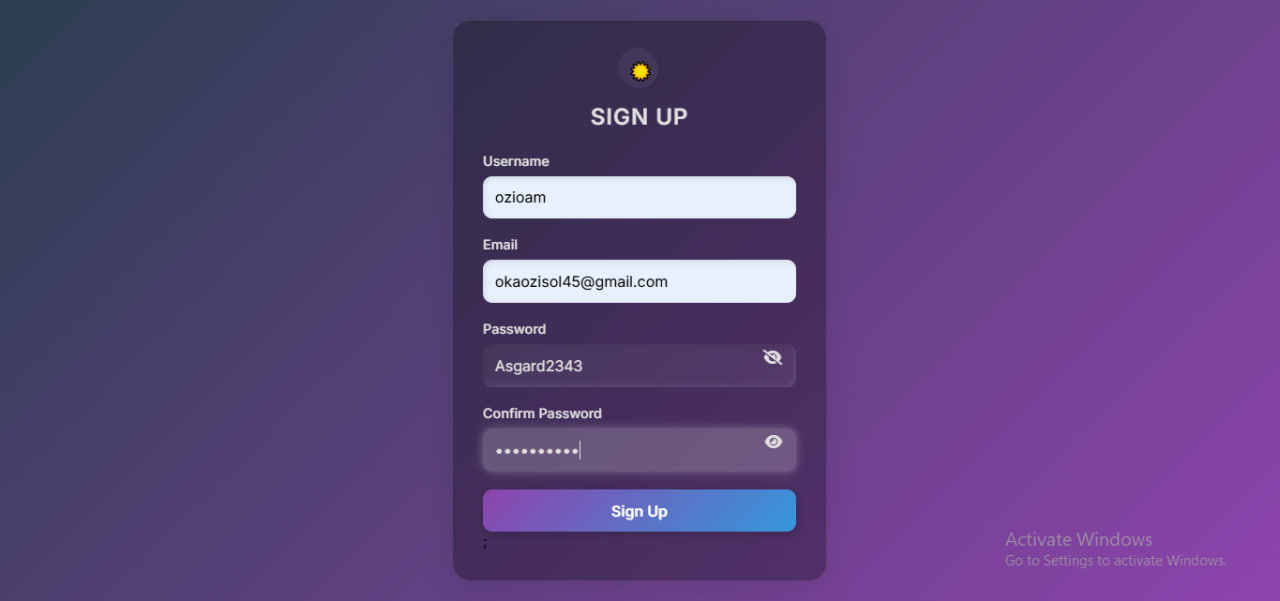 SIGN UP
Username
ozioam
Email
okaozisol45@gmail.com
Password
Asgard2343
Confirm Password
••••••••••
Sign Up
;
Activate Windows
Go to Settings to activate Windows.